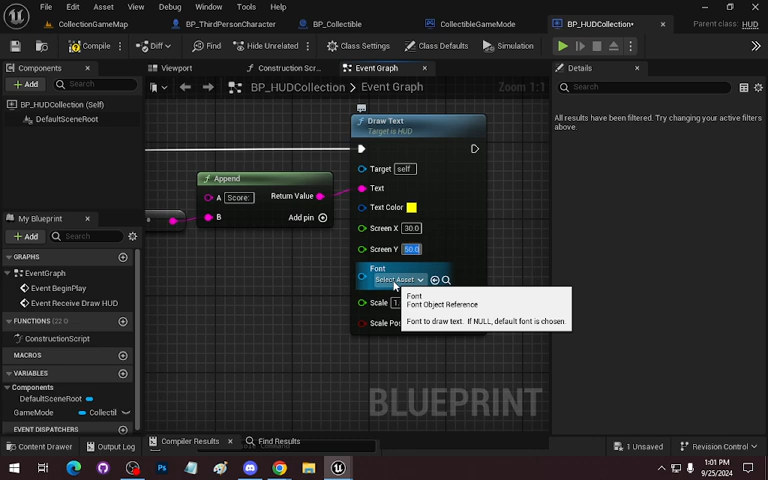 File Edit Asset View Debug Window Tools Help
CollectionGameMap
BP_ThirdPersonCharacter
BP_Collectible
CollectibleGameMode
BP_HUDCollection•
Parent class: HUD
Compile
Diff
Find
Hide Unrelated
Class Settings
Class Defaults
Simulation
Components
Viewport
Construction Scr...
Event Graph
Details
Add
Search
BP_HUDCollection > Event Graph
Zoom 1:1
Search
BP_HUDCollection (Self)
DefaultSceneRoot
All results have been filtered. Try changing your active filters
above.
Draw Text
Target is HUD
Append
A Score:
Return Value
B
Add pin
Target self
Text
Text Color
Screen X 30.0
Screen Y 50.0
Font
Select Asset
Scale 1.
Scale Pos
Font
Font Object Reference
Font to draw text. If NULL, default font is chosen.
My Blueprint
Add
Search
GRAPHS
EventGraph
Event BeginPlay
Event Receive Draw HUD
FUNCTIONS (22 O
ConstructionScript
MACROS
VARIABLES
Components
DefaultSceneRoot
GameMode
Collectil
EVENT DISPATCHERS
BLUEPRINT
Content Drawer
Output Log
Compiler Results
Find Results
1 Unsaved
Revision Control
1:01 PM
9/25/2024